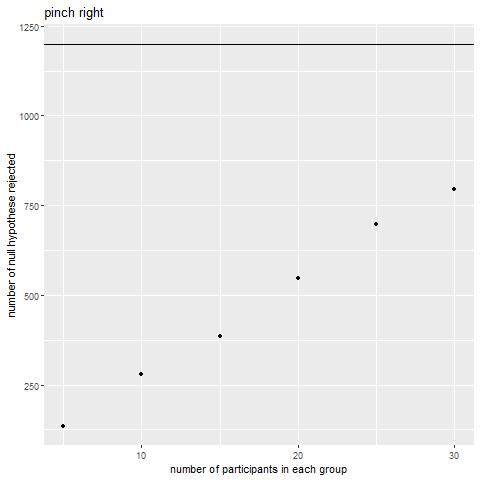 pinch right
1250
1000
750
500
250
number of null hypothese rejected
10
20
30
number of participants in each group